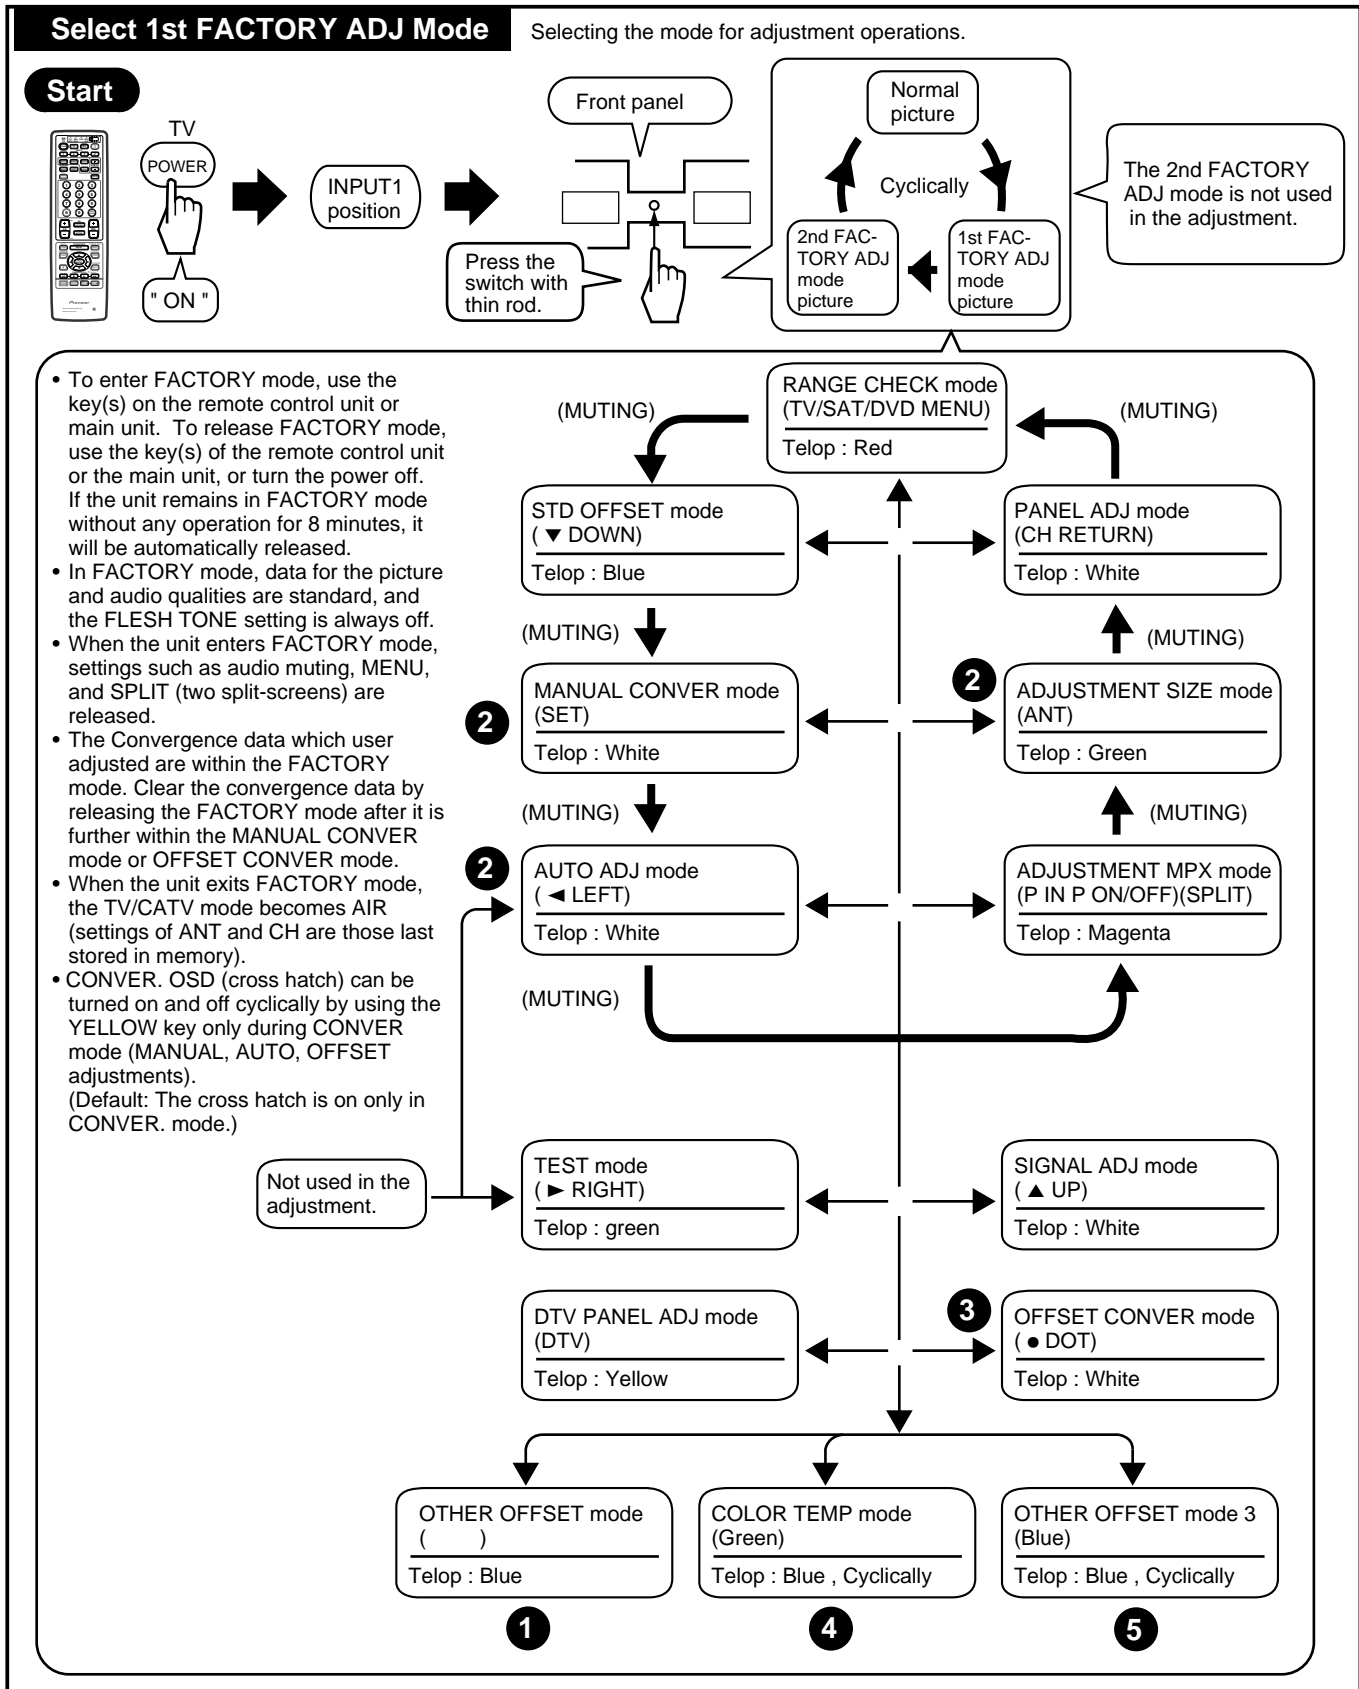 Select 1st FACTORY ADJ Mode
Selecting the mode for adjustment operations.
Start
TV
POWER
" ON "
INPUT1
position
Front panel
Press the
switch with
thin rod.
Normal
picture
Cyclically
2nd FAC-
TORY ADJ
mode
picture
1st FAC-
TORY ADJ
mode
picture
The 2nd FACTORY
ADJ mode is not used
in the adjustment.
• To enter FACTORY mode, use the
key(s) on the remote control unit or
main unit. To release FACTORY mode,
use the key(s) of the remote control unit
or the main unit, or turn the power off.
If the unit remains in FACTORY mode
without any operation for 8 minutes, it
will be automatically released.
• In FACTORY mode, data for the picture
and audio qualities are standard, and
the FLESH TONE setting is always off.
• When the unit enters FACTORY mode,
settings such as audio muting, MENU,
and SPLIT (two split-screens) are
released.
• The Convergence data which user
adjusted are within the FACTORY
mode. Clear the convergence data by
releasing the FACTORY mode after it is
further within the MANUAL CONVER
mode or OFFSET CONVER mode.
• When the unit exits FACTORY mode,
the TV/CATV mode becomes AIR
(settings of ANT and CH are those last
stored in memory).
• CONVER. OSD (cross hatch) can be
turned on and off cyclically by using the
YELLOW key only during CONVER
mode (MANUAL, AUTO, OFFSET
adjustments).
(Default: The cross hatch is on only in
CONVER. mode.)
Not used in the
adjustment.
RANGE CHECK mode
(TV/SAT/DVD MENU)
Telop : Red
(MUTING)
(MUTING)
STD OFFSET mode
( ▼ DOWN)
Telop : Blue
PANEL ADJ mode
(CH RETURN)
Telop : White
(MUTING)
(MUTING)
2
MANUAL CONVER mode
(SET)
Telop : White
2
ADJUSTMENT SIZE mode
(ANT)
Telop : Green
(MUTING)
(MUTING)
2
AUTO ADJ mode
( ◄ LEFT)
Telop : White
ADJUSTMENT MPX mode
(P IN P ON/OFF)(SPLIT)
Telop : Magenta
(MUTING)
TEST mode
( ► RIGHT)
Telop : green
SIGNAL ADJ mode
( ▲ UP)
Telop : White
DTV PANEL ADJ mode
(DTV)
Telop : Yellow
3
OFFSET CONVER mode
( ● DOT)
Telop : White
OTHER OFFSET mode
( )
Telop : Blue
1
COLOR TEMP mode
(Green)
Telop : Blue , Cyclically
4
OTHER OFFSET mode 3
(Blue)
Telop : Blue , Cyclically
5